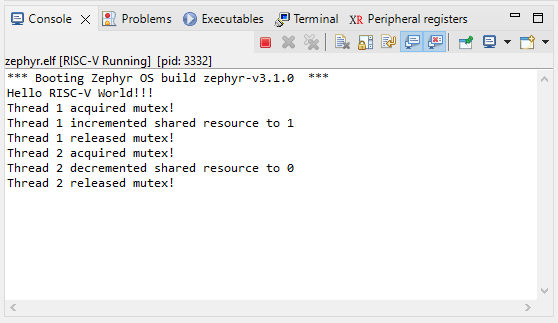 Console Problems Executables Terminal XR Peripheral registers
zephyr.elf [RISC-V Running] [pid: 3332]
*** Booting Zephyr OS build zephyr-v3.1.0  ***
Hello RISC-V World!!!
Thread 1 acquired mutex!
Thread 1 incremented shared resource to 1
Thread 1 released mutex!
Thread 2 acquired mutex!
Thread 2 decremented shared resource to 0
Thread 2 released mutex!